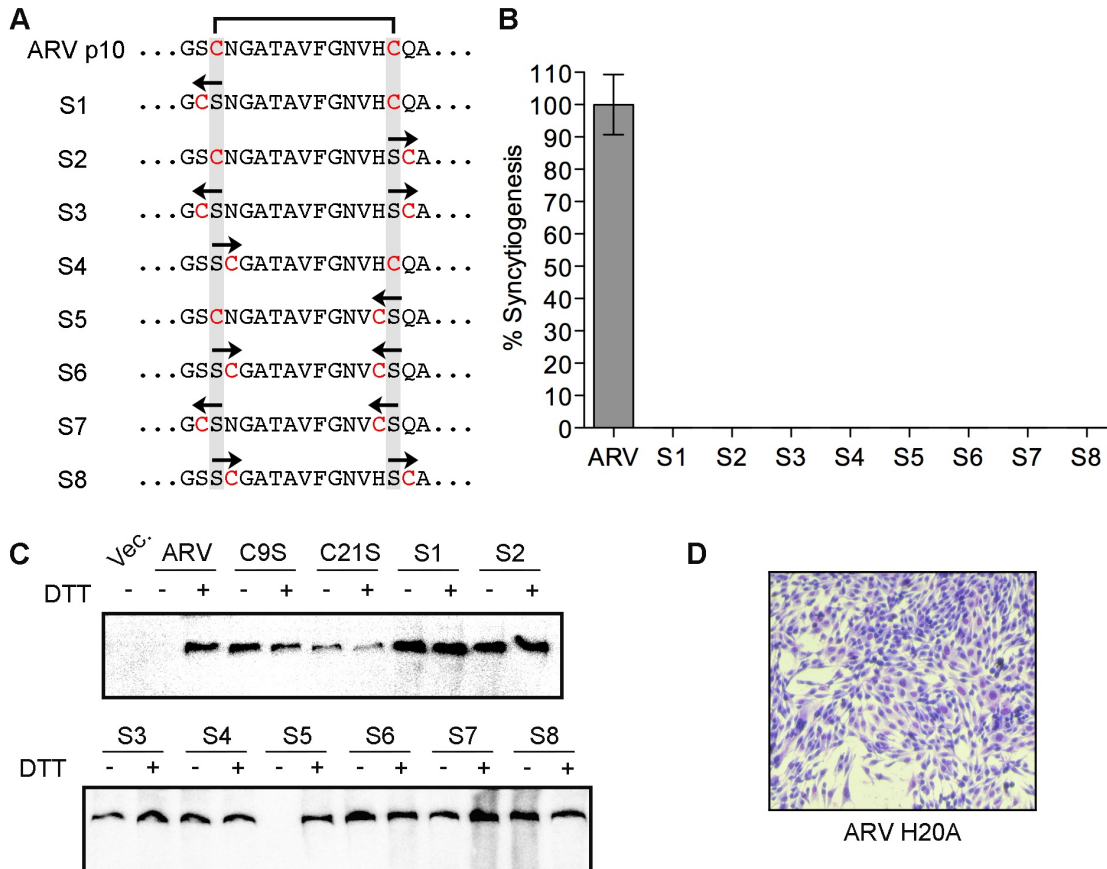 A
ARV p10 ...GSCNGATAVFGNVHCQA...
S1 ...GCSNGATAVFGNVHCQA...
S2 ...GSCNGATAVFGNVHSCA...
S3 ...GCSNGATAVFGNVHSCA...
S4 ...GSSCGATAVFGNVHCQA...
S5 ...GSCNGATAVFGNVCSQA...
S6 ...GSSCGATAVFGNVCSQA...
S7 ...GCSNGATAVFGNVCSQA...
S8 ...GSSCGATAVFGNVHSCA...
B
% Syncytiogenesis
110
100
90
80
70
60
50
40
30
20
10
0
ARV S1 S2 S3 S4 S5 S6 S7 S8
C
Vec. ARV C9S C21S S1 S2
DTT - - + - + - + - + - +
S3 S4 S5 S6 S7 S8
DTT - + - + - + - + - + - +
D
ARV H20A